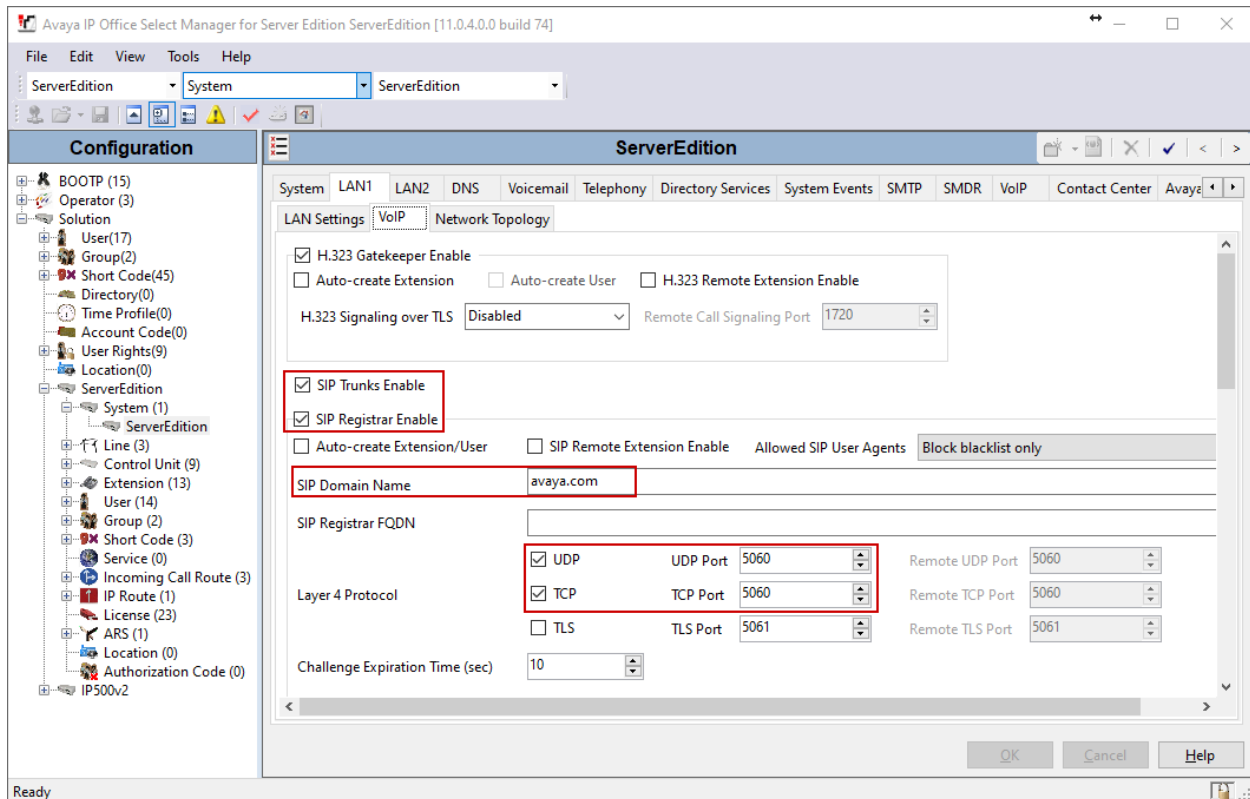 Avaya IP Office Select Manager for Server Edition ServerEdition [11.0.4.0.0 build 74]
File Edit View Tools Help
ServerEdition System ServerEdition
Configuration
BOOTP (15)
Operator (3)
Solution
User(17)
Group(2)
Short Code(45)
Directory(0)
Time Profile(0)
Account Code(0)
User Rights(9)
Location(0)
ServerEdition
System (1)
ServerEdition
Line (3)
Control Unit (9)
Extension (13)
User (14)
Group (2)
Short Code (3)
Service (0)
Incoming Call Route (3)
IP Route (1)
License (23)
ARS (1)
Location (0)
Authorization Code (0)
IP500v2
ServerEdition
System LAN1 LAN2 DNS Voicemail Telephony Directory Services System Events SMTP SMDR VoIP Contact Center Avaya
LAN Settings VoIP Network Topology
H.323 Gatekeeper Enable
Auto-create Extension Auto-create User H.323 Remote Extension Enable
H.323 Signaling over TLS Disabled Remote Call Signaling Port 1720
SIP Trunks Enable
SIP Registrar Enable
Auto-create Extension/User SIP Remote Extension Enable Allowed SIP User Agents Block blacklist only
SIP Domain Name avaya.com
SIP Registrar FQDN
UDP UDP Port 5060 Remote UDP Port 5060
Layer 4 Protocol TCP TCP Port 5060 Remote TCP Port 5060
TLS TLS Port 5061 Remote TLS Port 5061
Challenge Expiration Time (sec) 10
OK Cancel Help
Ready